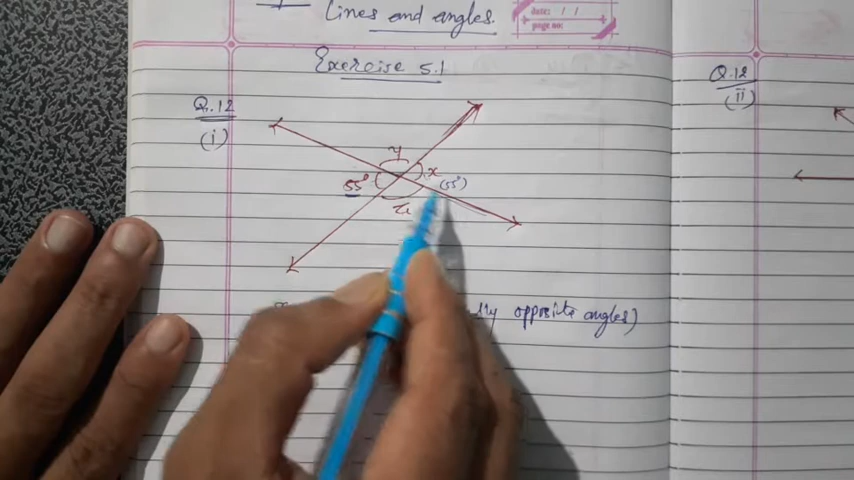 Lines and angles.
date: / /
page no:
Exercise 5.1
Q.12
(i)
y
55°
x
(55°)
z
opposite angles)
Q.12
(ii)